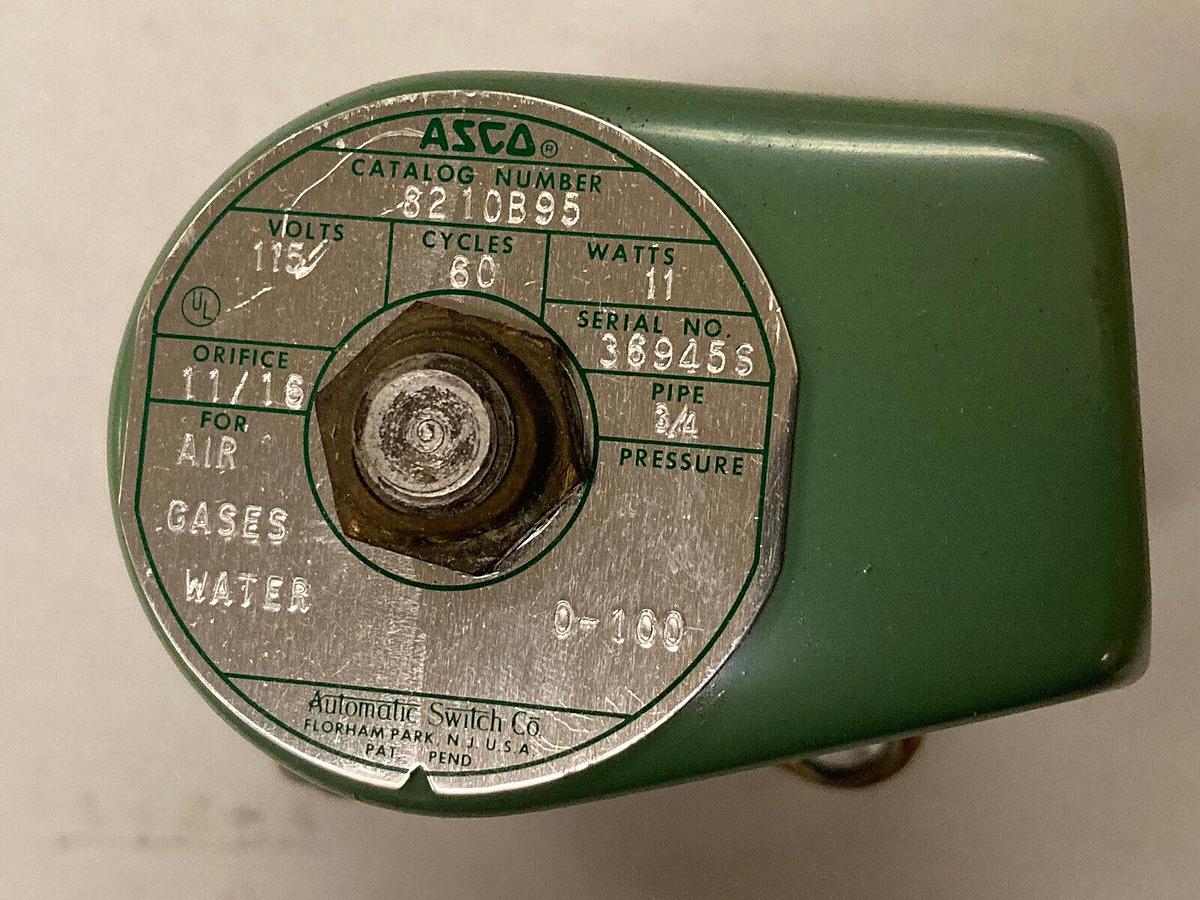 ASCO ®
CATALOG NUMBER
8210B95
VOLTS
115
CYCLES
60
WATTS
11
UL
SERIAL NO.
36945S
ORIFICE
11/16
PIPE
3/4
FOR
AIR
GASES
WATER
PRESSURE
0-100
Automatic Switch Co.
FLORHAM PARK, N.J. U.S.A.
PAT. PEND